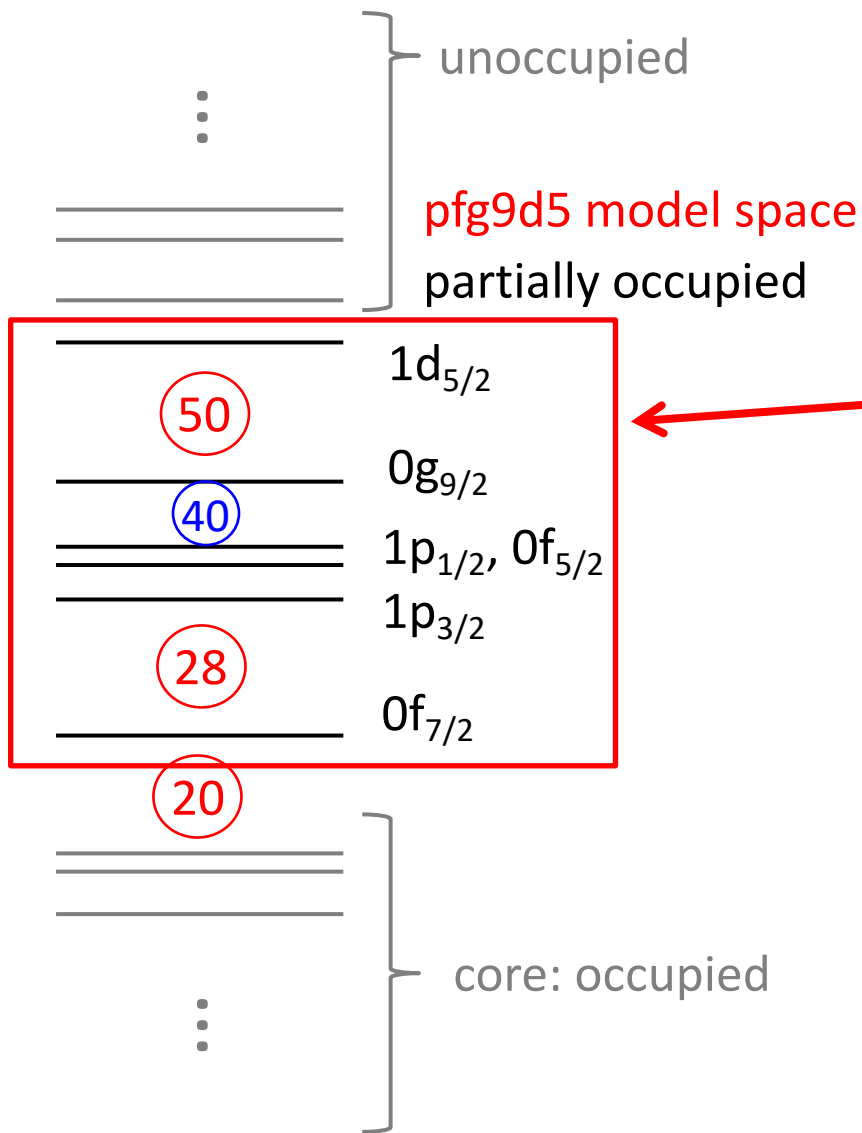 unoccupied
pfg9d5 model space
partially occupied
1d5/2
50
0g9/2
40
1p1/2, 0f5/2
1p3/2
28
0f7/2
20
core: occupied